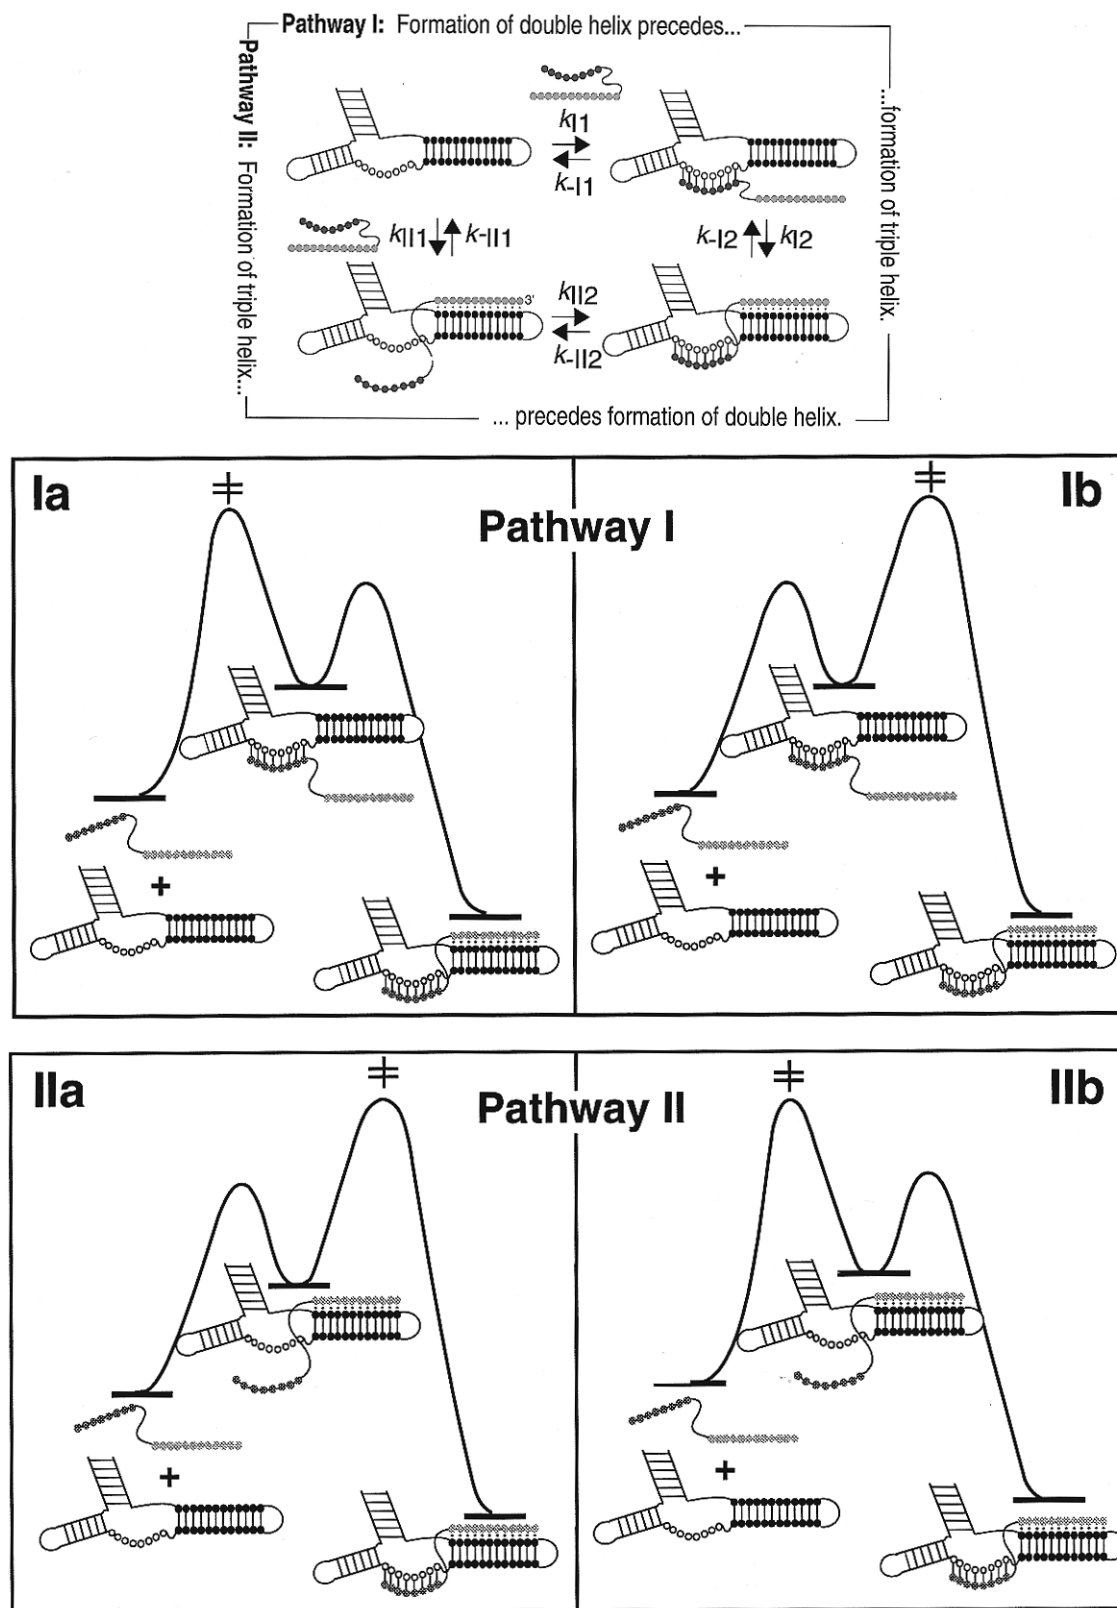 Pathway I: Formation of double helix precedes...
Pathway II: Formation of triple helix...
...formation of triple helix.
kI1
k-I1
kII1
k-II1
k-I2
kI2
3'
kII2
k-II2
... precedes formation of double helix.
Ia
ǂ
Pathway I
ǂ
Ib
+
+
IIa
ǂ
Pathway II
ǂ
IIb
+
+